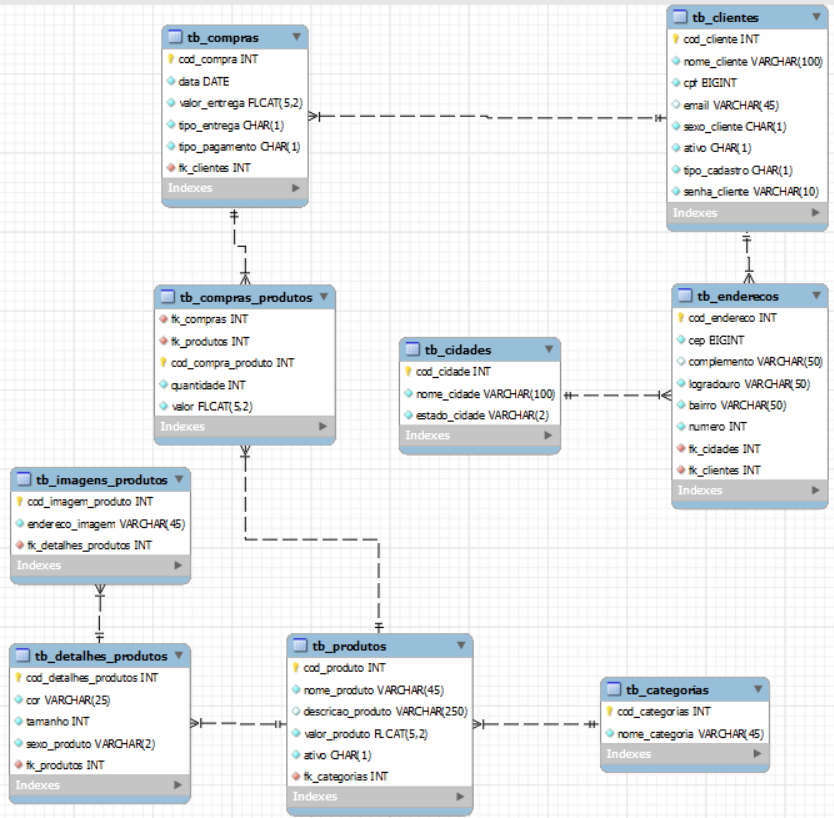 tb_compras
cod_compra INT
data DATE
valor_entrega FLOAT(5,2)
tipo_entrega CHAR(1)
tipo_pagamento CHAR(1)
fk_clientes INT
Indexes
tb_clientes
cod_cliente INT
nome_cliente VARCHAR(100)
cpf BIGINT
email VARCHAR(45)
sexo_cliente CHAR(1)
ativo CHAR(1)
tipo_cadastro CHAR(1)
senha_cliente VARCHAR(10)
Indexes
tb_compras_produtos
fk_compras INT
fk_produtos INT
cod_compra_produto INT
quantidade INT
valor FLOAT(5,2)
Indexes
tb_cidades
cod_cidade INT
nome_cidade VARCHAR(100)
estado_cidade VARCHAR(2)
Indexes
tb_enderecos
cod_endereco INT
cep BIGINT
complemento VARCHAR(50)
logradouro VARCHAR(50)
bairro VARCHAR(50)
numero INT
fk_cidades INT
fk_clientes INT
Indexes
tb_imagens_produtos
cod_imagem_produto INT
endereco_imagem VARCHAR(45)
fk_detalhes_produtos INT
Indexes
tb_detalhes_produtos
cod_detalhes_produtos INT
cor VARCHAR(25)
tamanho INT
sexo_produto VARCHAR(2)
fk_produtos INT
Indexes
tb_produtos
cod_produto INT
nome_produto VARCHAR(45)
descricao_produto VARCHAR(250)
valor_produto FLOAT(5,2)
ativo CHAR(1)
fk_categorias INT
Indexes
tb_categorias
cod_categorias INT
nome_categoria VARCHAR(45)
Indexes